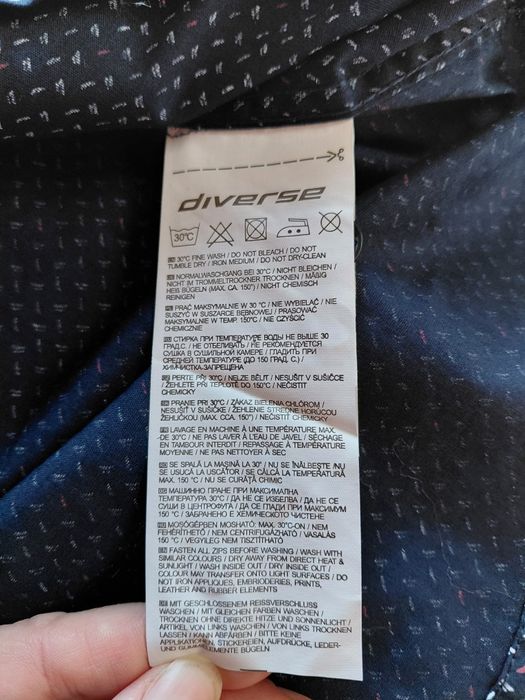 diverse
30°C
EN 30°C FINE WASH / DO NOT BLEACH / DO NOT
TUMBLE DRY / IRON MEDIUM / DO NOT DRY-CLEAN
NORMALWASCHGANG BEI 30°C / NICHT BLEICHEN /
NICHT IM TROMMELTROCKNER TROCKNEN / MÄßIG
HEIß BÜGELN (MAX. CA. 150°) / NICHT CHEMISCH
REINIGEN
PRAĆ MAKSYMALNIE W 30 °C / NIE WYBIELAĆ / NIE
SUSZYĆ W SUSZARCE BĘBNOWEJ / PRASOWAĆ
MAKSYMALNIE W TEMP. 150°C / NIE CZYŚCIĆ
CHEMICZNIE
СТИРКА ПРИ ТЕМПЕРАТУРЕ ВОДЫ НЕ ВЫШЕ 30
ГРАД.С. / НЕ ОТБЕЛИВАТЬ / НЕ РЕКОМЕНДУЕТСЯ
СУШКА В СУШИЛЬНОЙ КАМЕРЕ / ГЛАДИТЬ ПРИ
СРЕДНЕЙ ТЕМПЕРАТУРЕ (ДО 150 ГРАД. С.) /
ХИМЧИСТКА-ЗАПРЕЩЕНА
PERTE PŘI 30°C / NELZE BĚLIT / NESUŠIT V SUŠIČCE
/ ŽEHLETE PŘI TEPLOTĚ DO 150°C / NEČISTIT
CHEMICKY
PRANIE PRI 30°C / ZÁKAZ BIELENIA CHLÓROM /
NESUŠIŤ V SUŠIČKE / ŽEHLENIE STREDNE HORÚCOU
ŽEHLIČKOU (MAX. CCA. 150°) / NEČISTIŤ CHEMICKY
LAVAGE EN MACHINE À UNE TEMPÉRATURE MAX.
-DE 30°C / NE PAS LAVER À L'EAU DE JAVEL / SÉCHAGE
EN TAMBOUR INTERDIT / REPASSAGE À TEMPÉRATURE
MOYENNE / NE PAS NETTOYER À SEC
SE SPALĂ LA MAȘINĂ LA 30° / NU SE ÎNĂLBEȘTE /NU
SE USUCĂ LA USCĂTOR / SE CALCĂ LA TEMPERATURA
MAX. 150 °C / NU SE CURĂȚĂ CHIMIC
МАШИННО ПРАНЕ ПРИ МАКСИМАЛНА
ТЕМПЕРАТУРА 30°C / ДА НЕ СЕ ИЗБЕЛВА / ДА НЕ СЕ
СУШИ В ЦЕНТРОФУГА / ДА СЕ ГЛАДИ ПРИ МАКСИМУМ
150 °C / ЗАБРАНЕНО Е ХЕМИЧЕСКОТО ЧИСТЕНЕ
MOSÓGÉPBEN MOSHATÓ: MAX. 30°C-ON / NEM
FEHÉRÍTHETŐ / NEM CENTRIFUGÁZHATÓ / VASALÁS
150 °C / VEGYILEG NEM TISZTÍTHATÓ
FASTEN ALL ZIPS BEFORE WASHING / WASH WITH
SIMILAR COLOURS / DRY AWAY FROM DIRECT HEAT &
SUNLIGHT / WASH INSIDE OUT / DRY INSIDE OUT /
COLOUR MAY TRANSFER ONTO LIGHT SURFACES / DO
NOT IRON APPLIQUES, EMBROIDERIES, PRINTS,
LEATHER AND RUBBER ELEMENTS
MIT GESCHLOSSENEM REISSVERSCHLUSS
WASCHEN / MIT GLEICHEN FARBEN WASCHEN /
TROCKNEN OHNE DIREKTE HITZE UND SONNENLICHT /
ARTIKEL VON LINKS WASCHEN / VON LINKS TROCKNEN
LASSEN / KANN ABFÄRBEN / BITTE KEINE
APPLIKATIONEN, STICKEREIEN, AUFDRÜCKE, LEDER-
UND GUMMIELEMENTE BÜGELN